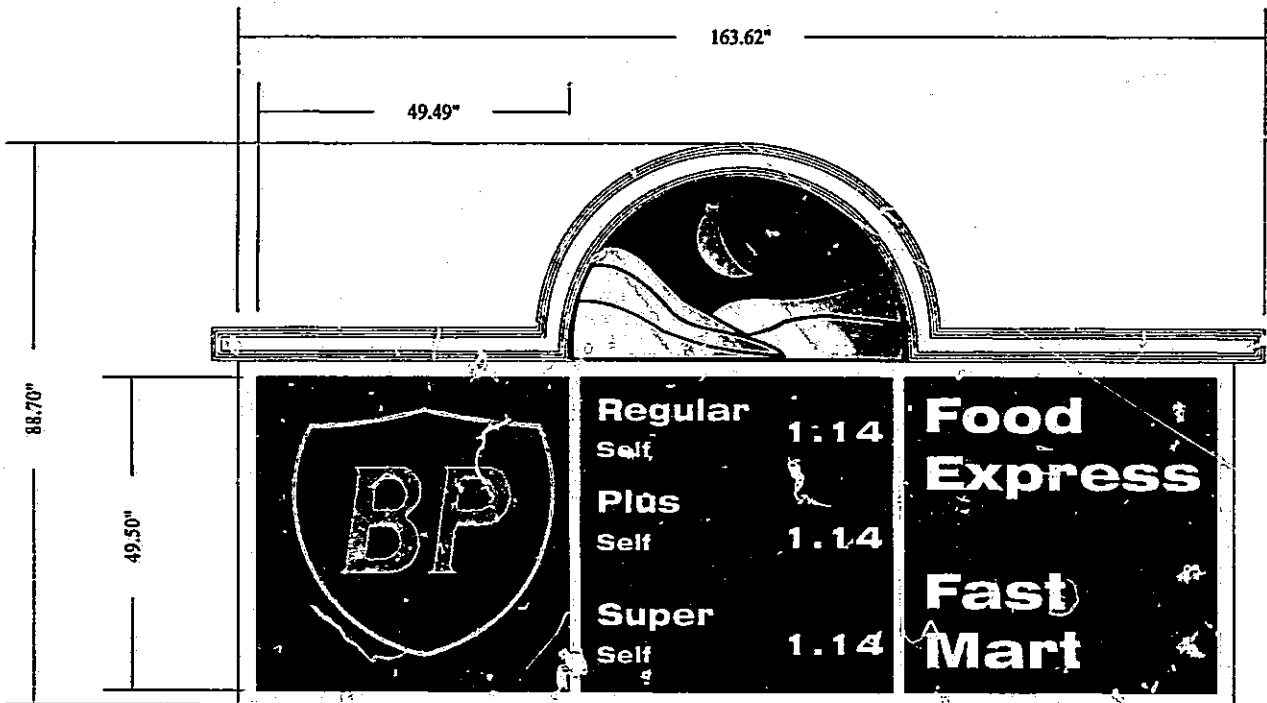 163.62"
49.49"
88.70"
49.50"
BP
Regular
Self
1.14
Plus
Self
1.14
Super
Self
1.14
Food
Express
Fast
Mart